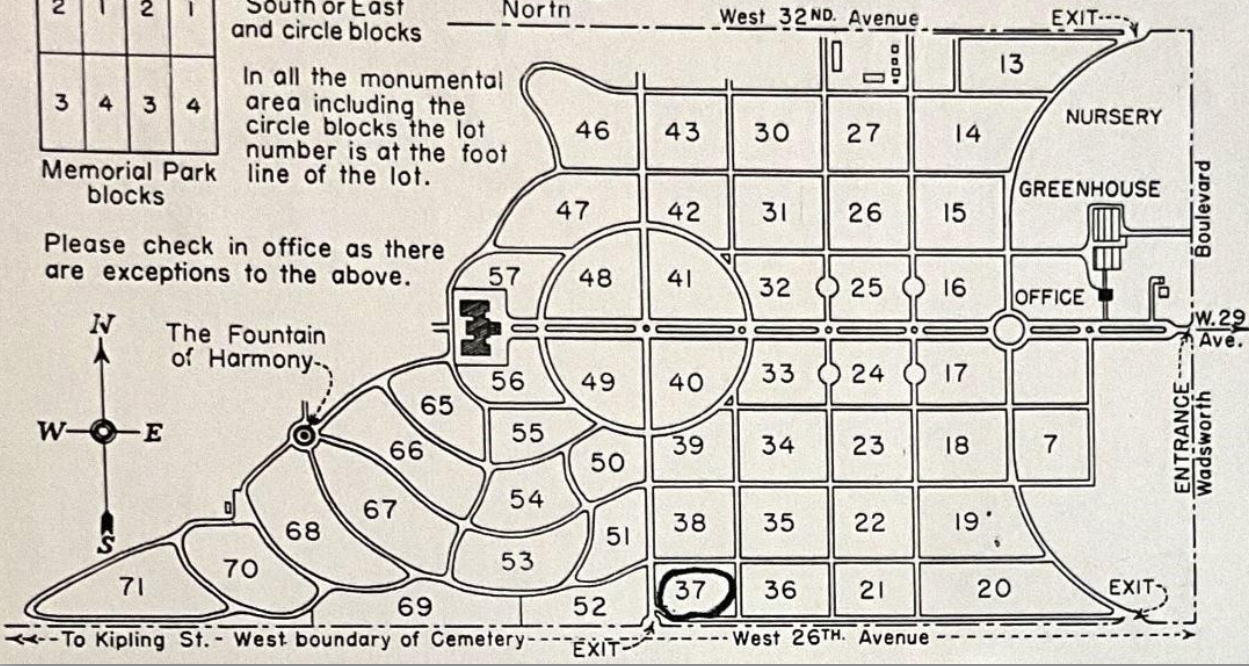 2 1 2 1
South or East
and circle blocks
3 4 3 4
Memorial Park
blocks
In all the monumental
area including the
circle blocks the lot
number is at the foot
line of the lot.
Please check in office as there
are exceptions to the above.
N
W E
S
The Fountain
of Harmony
North
West 32ND. Avenue
EXIT
13
NURSERY
46 43 30 27 14
GREENHOUSE
Boulevard
47 42 31 26 15
57 48 41 32 25 16
OFFICE
W. 29
Ave.
56 49 40 33 24 17
ENTRANCE
Wadsworth
65
66 55 50 39 34 23 18 7
67 54
68 53 51 38 35 22 19
71 70 69 52 37 36 21 20
EXIT
To Kipling St. - West boundary of Cemetery
EXIT
West 26TH. Avenue